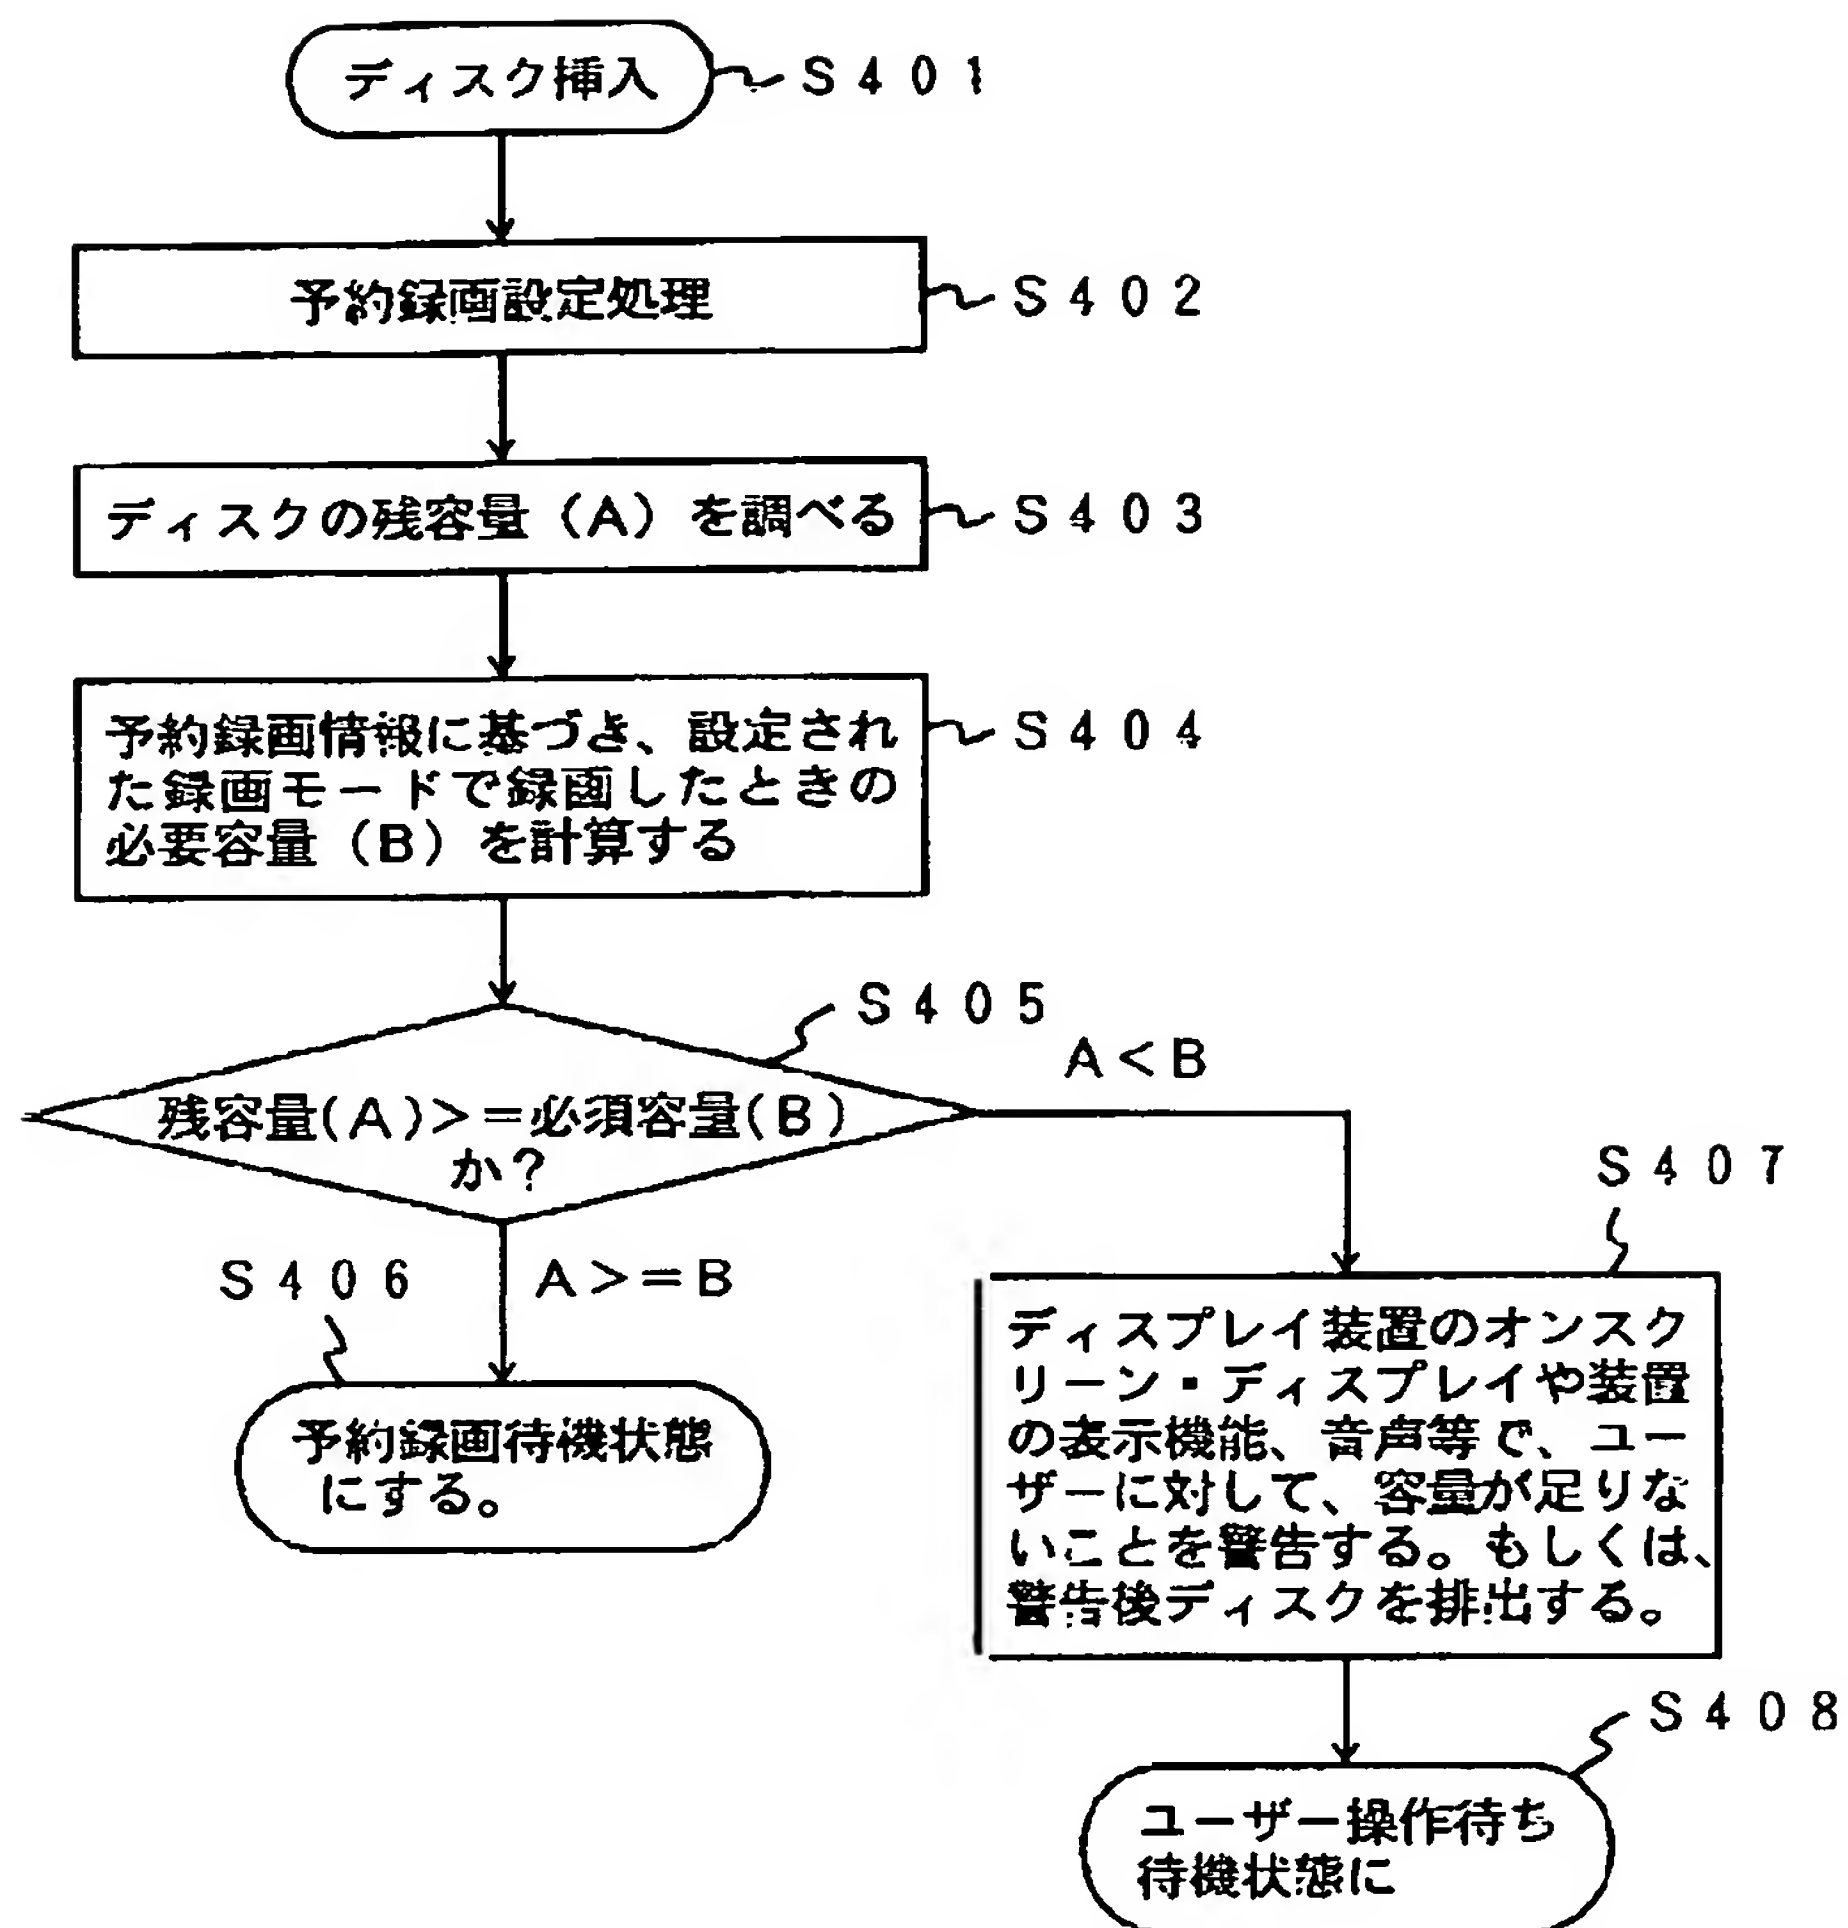 ディスク挿入
S401
予約録画設定処理
S402
ディスクの残容量（A）を調べる
S403
予約録画情報に基づき、設定され
た録画モードで録画したときの
必要容量（B）を計算する
S404
S405
残容量(A)>=必須容量(B)
か?
A<B
S406
A>=B
予約録画待機状態
にする。
S407
ディスプレイ装置のオンスク
リーン・ディスプレイや装置
の表示機能、音声等で、ユー
ザーに対して、容量が足りな
いことを警告する。もしくは、
警告後ディスクを排出する。
S408
ユーザー操作待ち
待機状態に